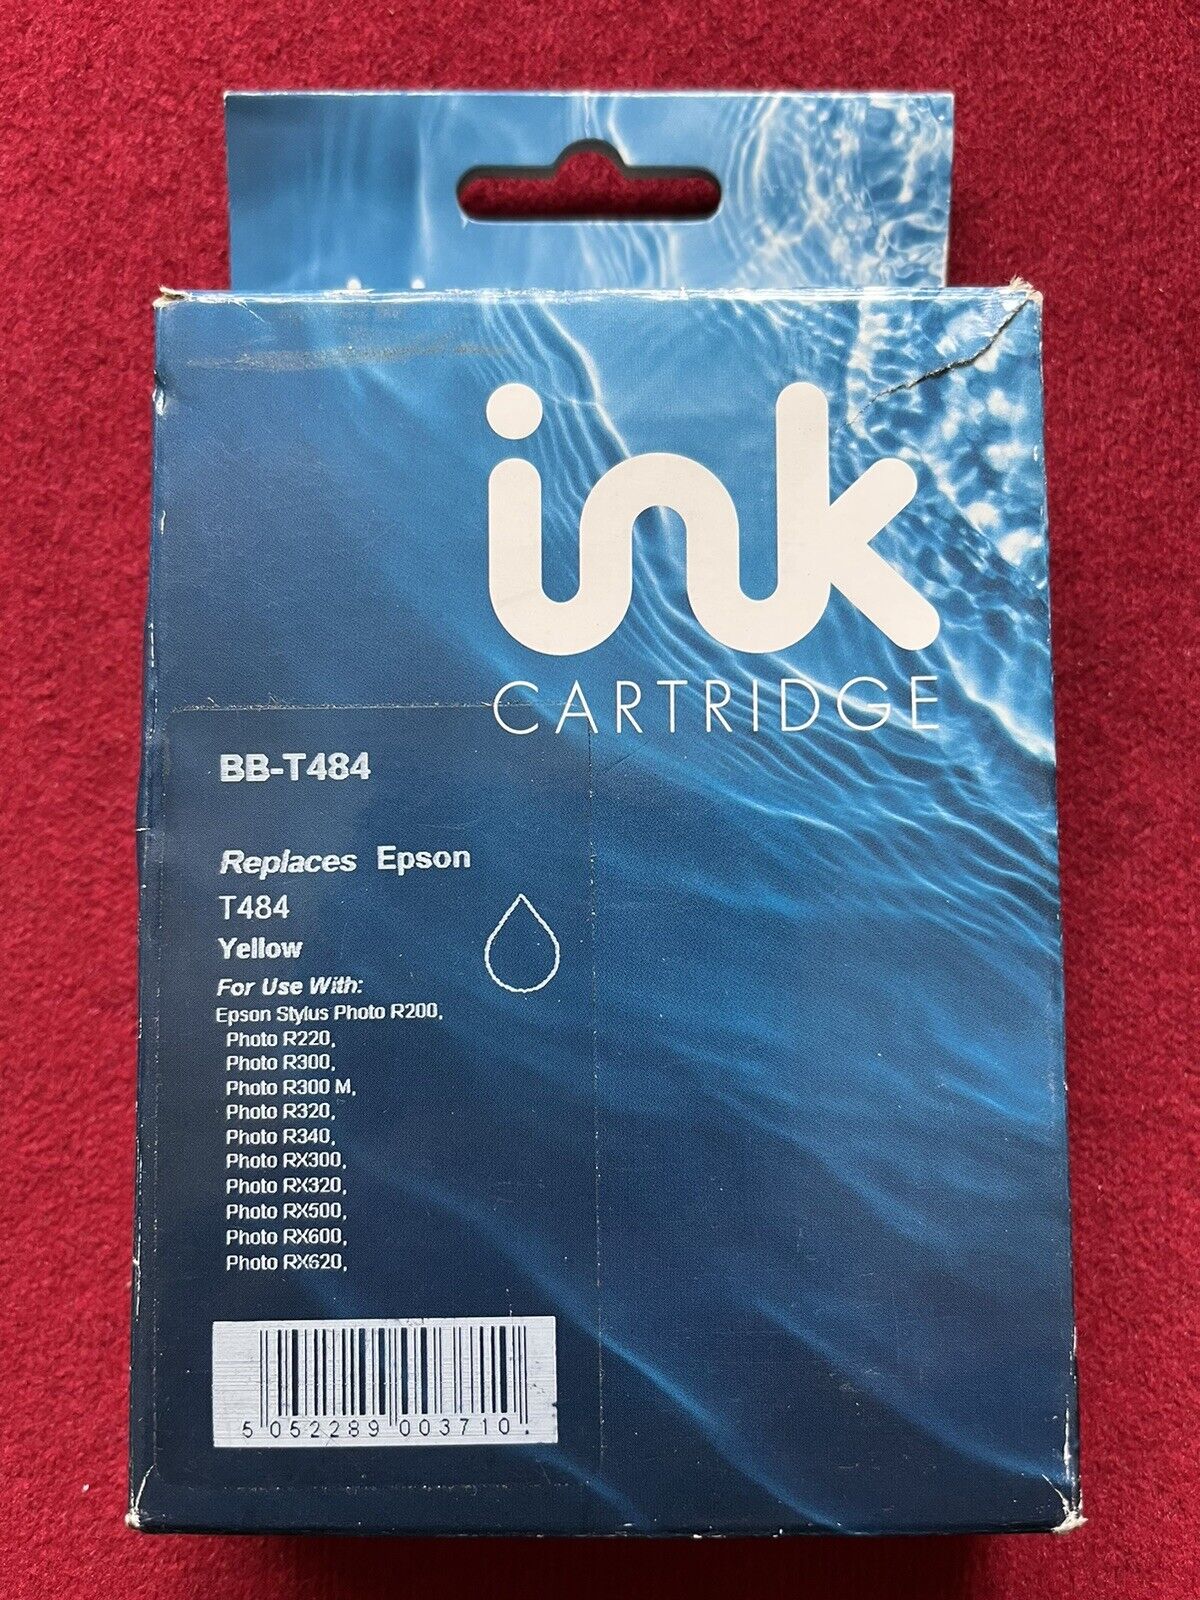 ink
CARTRIDGE
BB-T484
Replaces Epson
T484
Yellow
For Use With:
Epson Stylus Photo R200,
Photo R220,
Photo R300,
Photo R300 M,
Photo R320,
Photo R340,
Photo RX300,
Photo RX320,
Photo RX500,
Photo RX600,
Photo RX620,
5 052289 003710